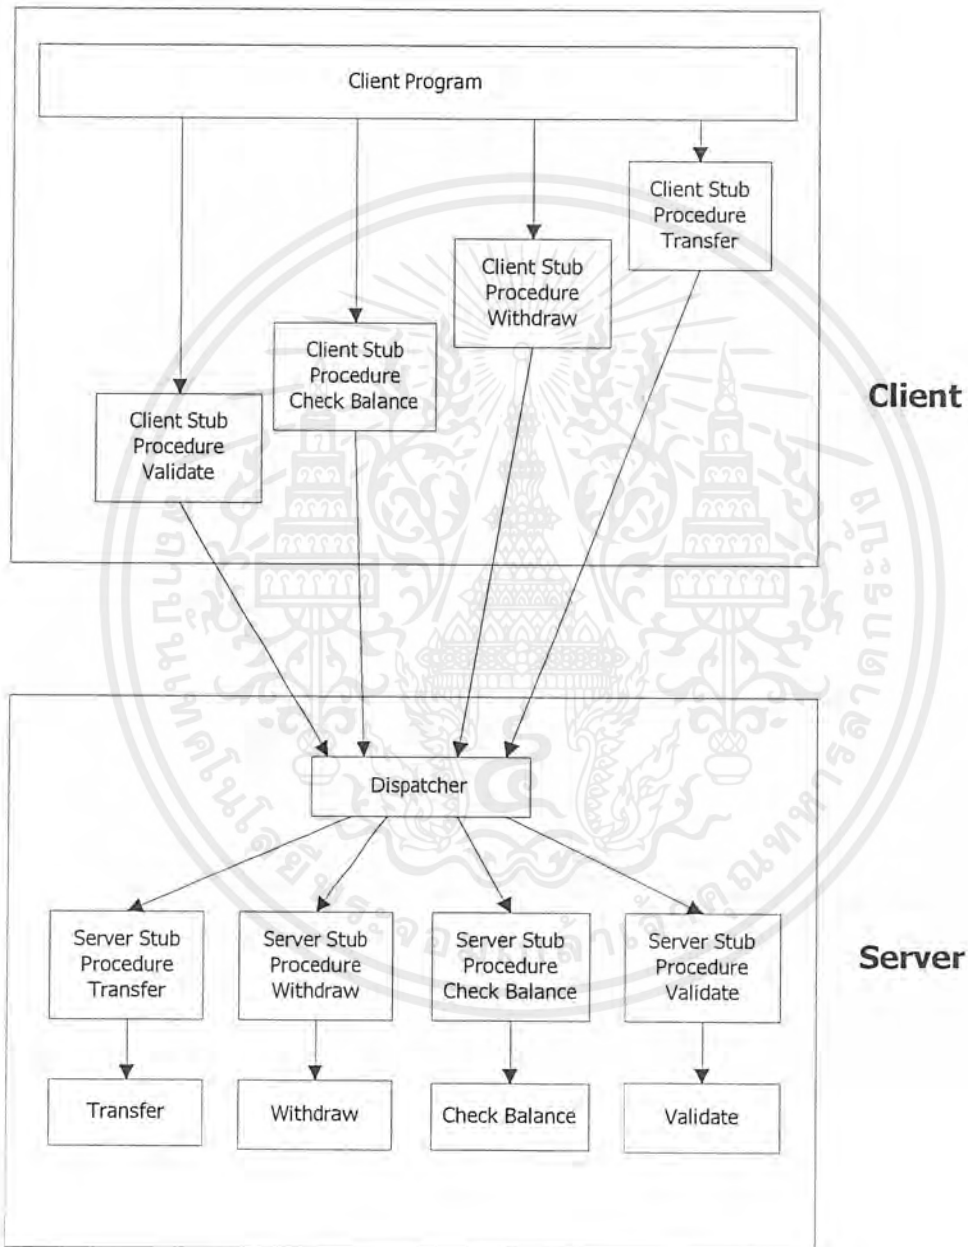 Client Program
Client Stub
Procedure
Transfer
Client Stub
Procedure
Withdraw
Client Stub
Procedure
Check Balance
Client Stub
Procedure
Validate
Client
Dispatcher
Server Stub
Procedure
Transfer
Server Stub
Procedure
Withdraw
Server Stub
Procedure
Check Balance
Server Stub
Procedure
Validate
Server
Transfer
Withdraw
Check Balance
Validate